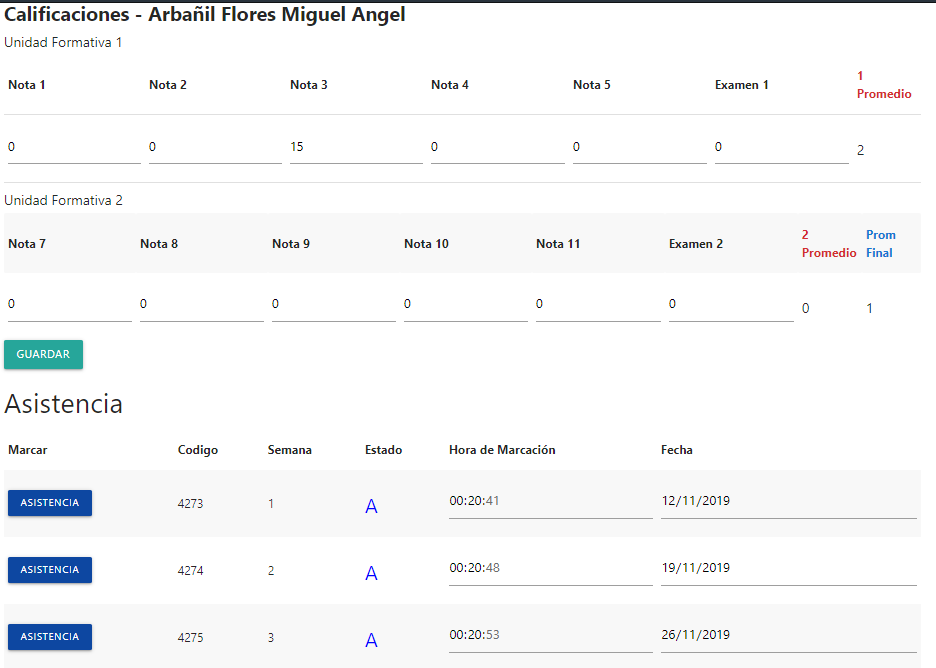 Calificaciones - Arbañil Flores Miguel Angel
Unidad Formativa 1
Nota 1 Nota 2 Nota 3 Nota 4 Nota 5 Examen 1 1 Promedio
0 0 15 0 0 0 2
Unidad Formativa 2
Nota 7 Nota 8 Nota 9 Nota 10 Nota 11 Examen 2 2 Promedio Prom Final
0 0 0 0 0 0 0 1
GUARDAR
Asistencia
Marcar Codigo Semana Estado Hora de Marcación Fecha
ASISTENCIA 4273 1 A 00:20:41 12/11/2019
ASISTENCIA 4274 2 A 00:20:48 19/11/2019
ASISTENCIA 4275 3 A 00:20:53 26/11/2019